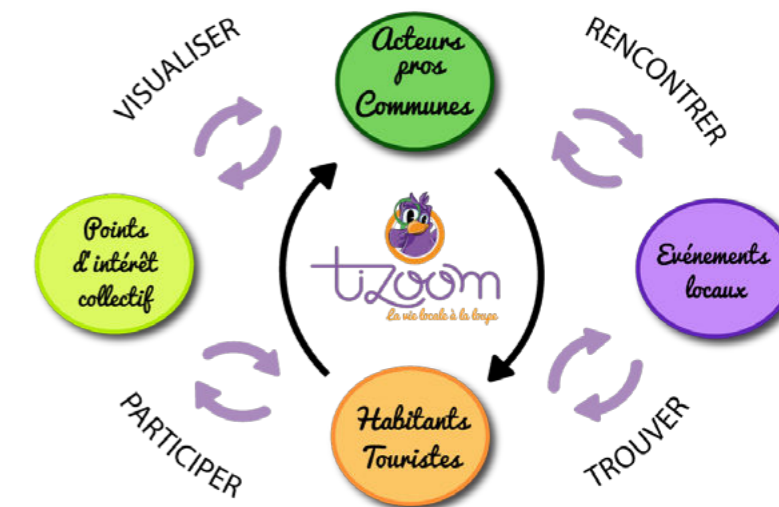 VISUALISER
Acteurs
pros
Communes
RENCONTRER
Points
d'intérêt
collectif
tizoom
La vie locale à la loupe
Evénements
locaux
PARTICIPER
Habitants
Touristes
TROUVER